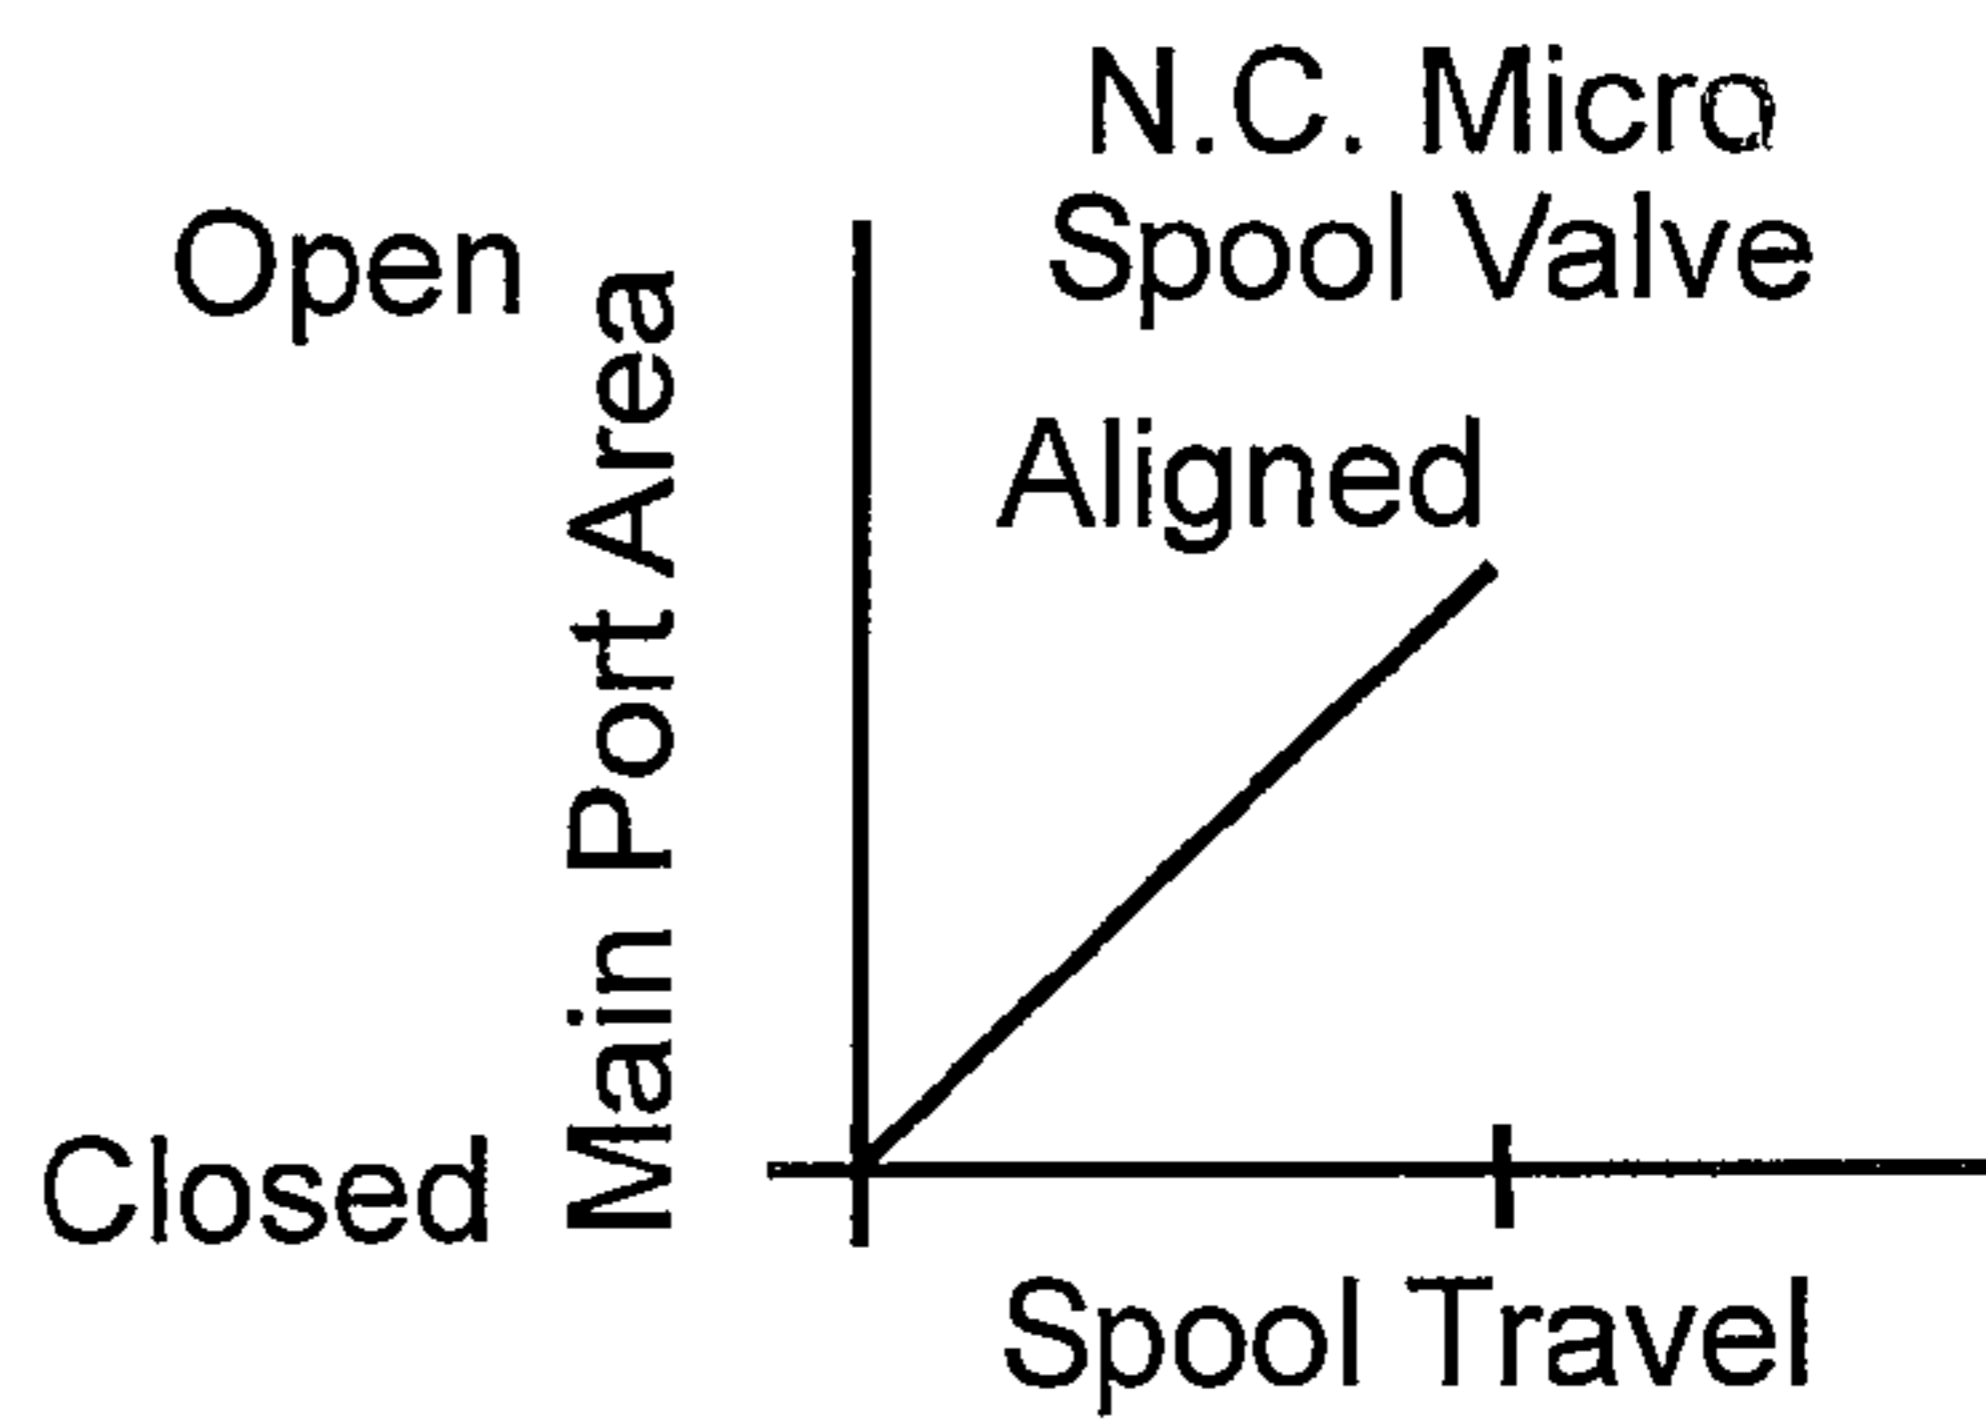 N.C. Micro
Spool Valve
Open
Main Port Area
Aligned
Closed
Spool Travel